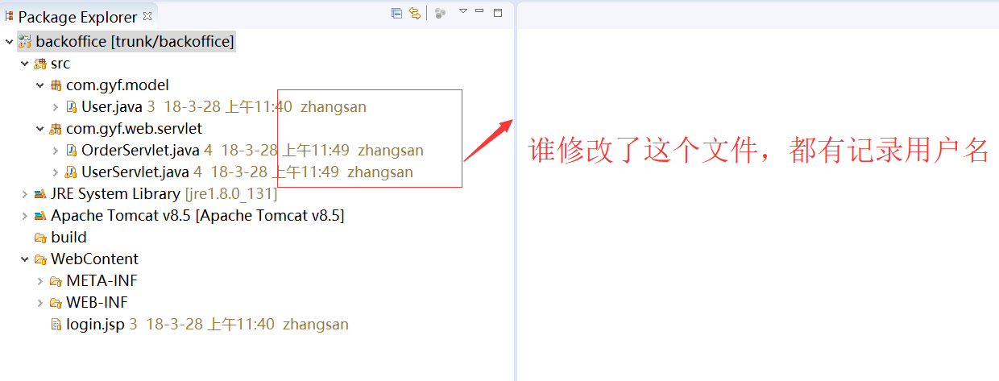 Package Explorer
backoffice [trunk/backoffice]
src
com.gyf.model
User.java 3 18-3-28 上午11:40 zhangsan
com.gyf.web.servlet
OrderServlet.java 4 18-3-28 上午11:49 zhangsan
UserServlet.java 4 18-3-28 上午11:49 zhangsan
JRE System Library [jre1.8.0_131]
Apache Tomcat v8.5 [Apache Tomcat v8.5]
build
WebContent
META-INF
WEB-INF
login.jsp 3 18-3-28 上午11:40 zhangsan
谁修改了这个文件，都有记录用户名